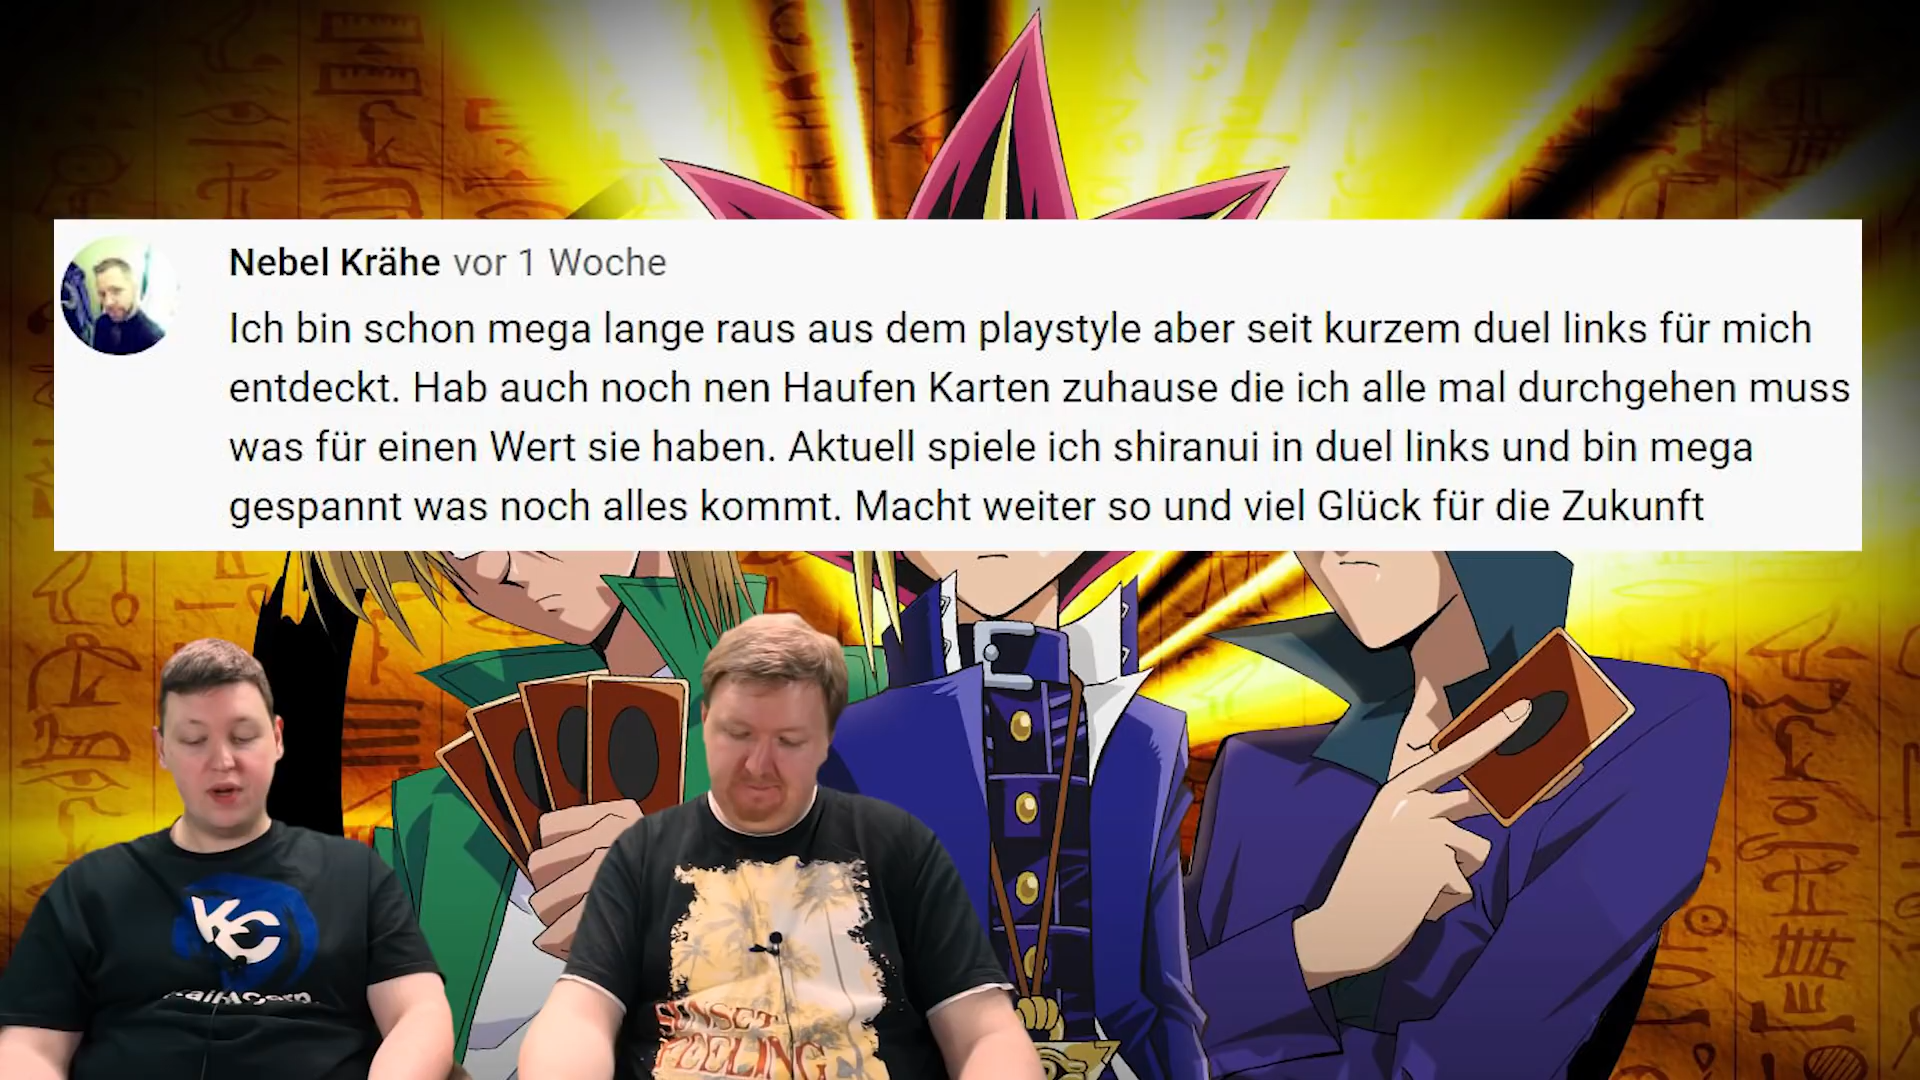 Nebel Krähe vor 1 Woche
Ich bin schon mega lange raus aus dem playstyle aber seit kurzem duel links für mich
entdeckt. Hab auch noch nen Haufen Karten zuhause die ich alle mal durchgehen muss
was für einen Wert sie haben. Aktuell spiele ich shiranui in duel links und bin mega
gespannt was noch alles kommt. Macht weiter so und viel Glück für die Zukunft
KC
SUNSET
FEELING